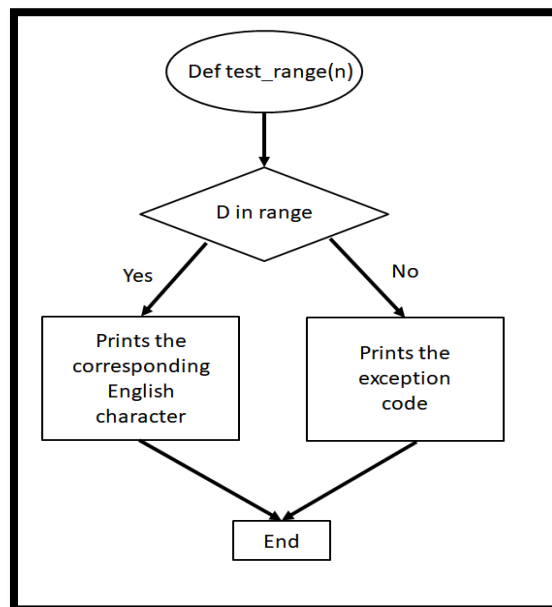 Def test_range(n)
D in range
Yes
No
Prints the
corresponding
English
character
Prints the
exception
code
End